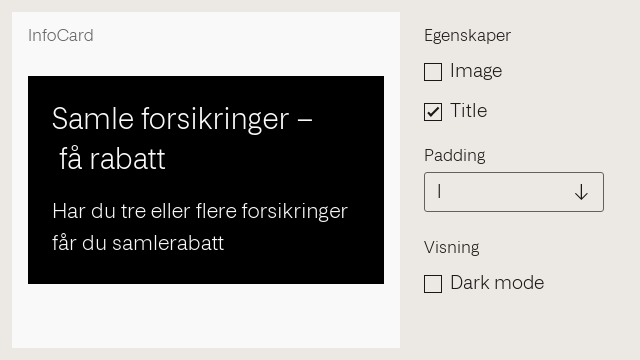 InfoCard
Samle forsikringer –
få rabatt
Har du tre eller flere forsikringer
får du samlerabatt
Egenskaper
Image
Title
Padding
l
Visning
Dark mode